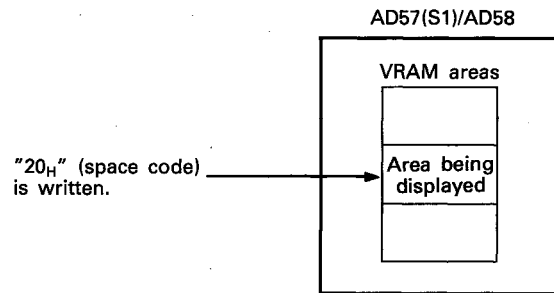 AD57(S1)/AD58
VRAM areas
"20H" (space code)
is written.
Area being
displayed